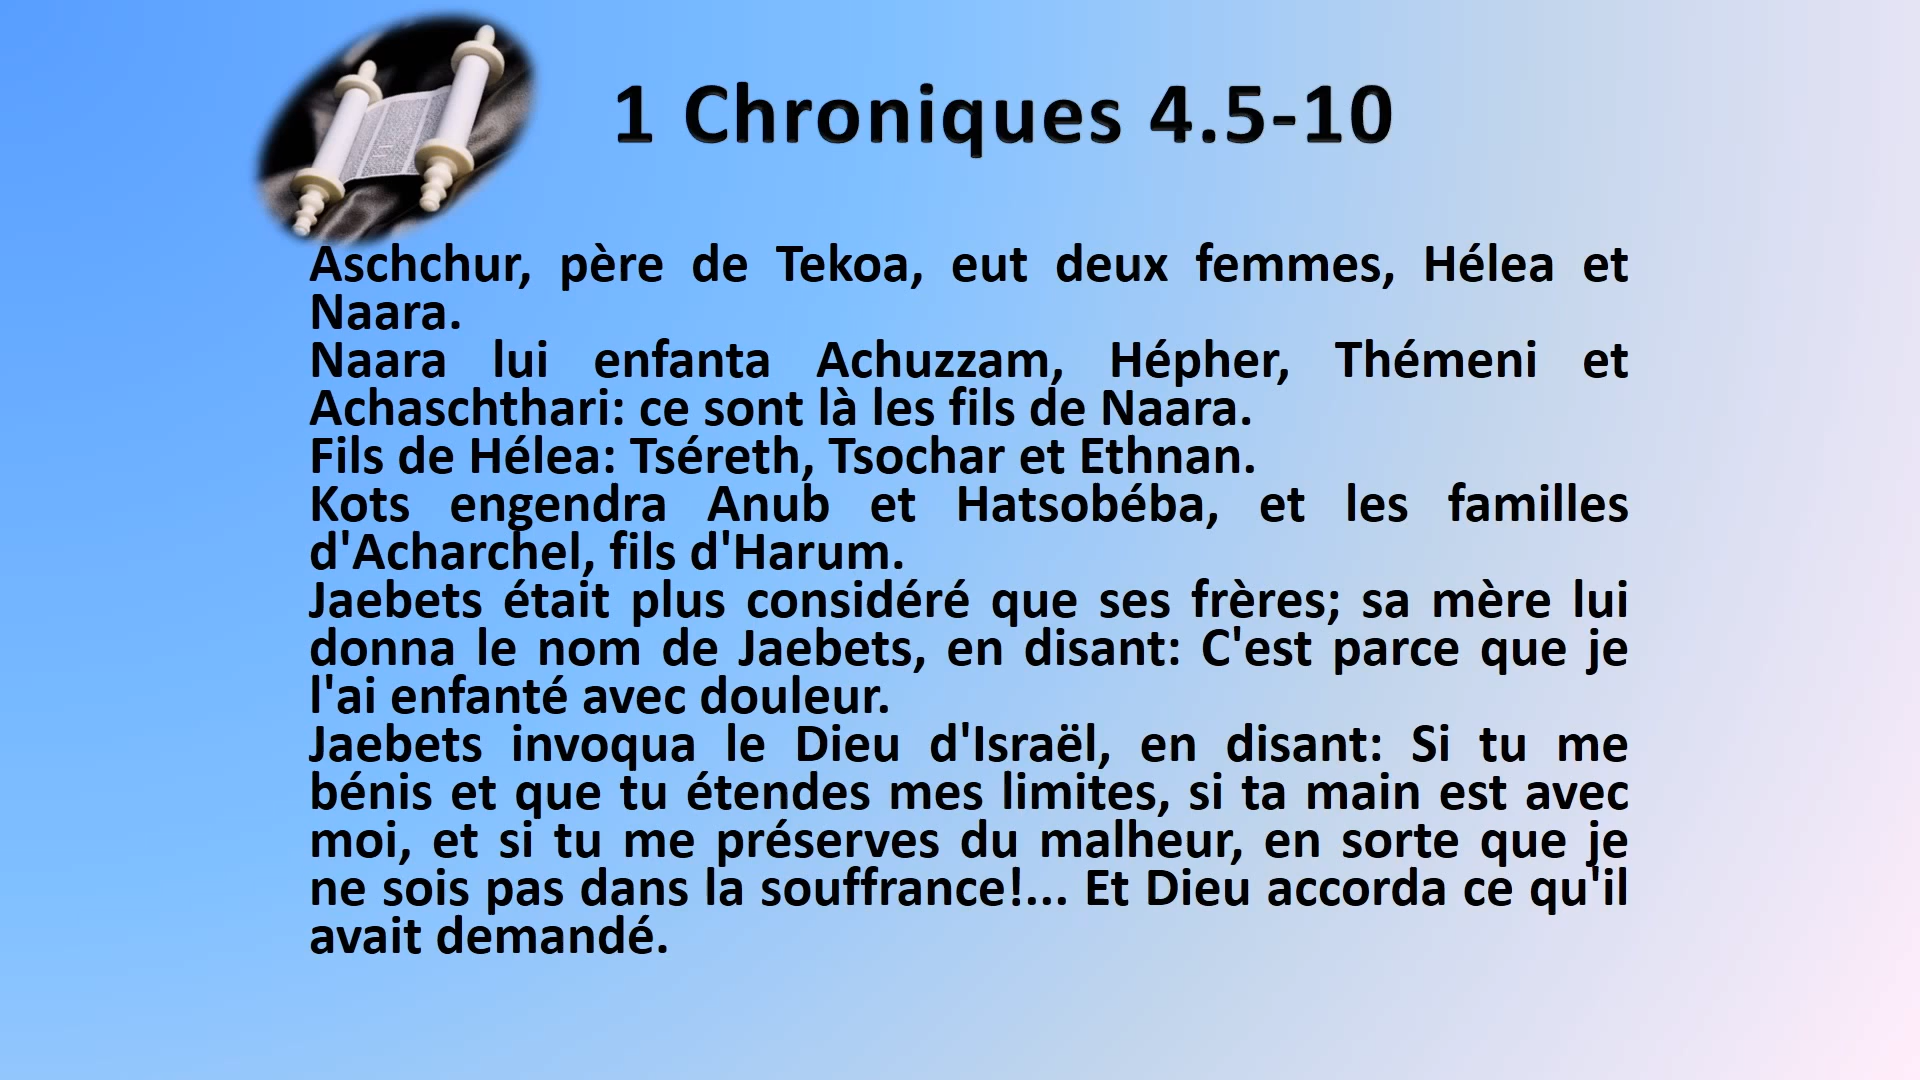 1 Chroniques 4.5-10
Aschchur, père de Tekoa, eut deux femmes, Hélea et
Naara.
Naara lui enfanta Achuzzam, Hépher, Thémeni et
Achaschthari: ce sont là les fils de Naara.
Fils de Hélea: Tséreth, Tsochar et Ethnan.
Kots engendra Anub et Hatsobéba, et les familles
d'Acharchel, fils d'Harum.
Jaebets était plus considéré que ses frères; sa mère lui
donna le nom de Jaebets, en disant: C'est parce que je
l'ai enfanté avec douleur.
Jaebets invoqua le Dieu d'Israël, en disant: Si tu me
bénis et que tu étendes mes limites, si ta main est avec
moi, et si tu me préserves du malheur, en sorte que je
ne sois pas dans la souffrance!... Et Dieu accorda ce qu'il
avait demandé.